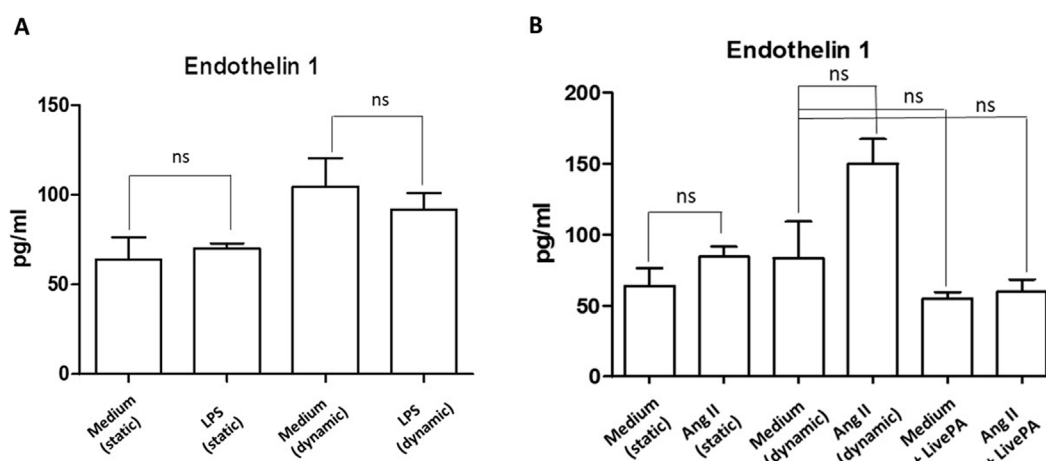 A
Endothelin 1
150
100
50
0
pg/ml
ns
ns
Medium
(static)
LPS
(static)
Medium
(dynamic)
LPS
(dynamic)
B
Endothelin 1
200
150
100
50
0
pg/ml
ns
ns
ns
ns
Medium
(static)
Ang II
(static)
Medium
(dynamic)
Ang II
(dynamic)
Medium
+ LivePA
Ang II
+ LivePA